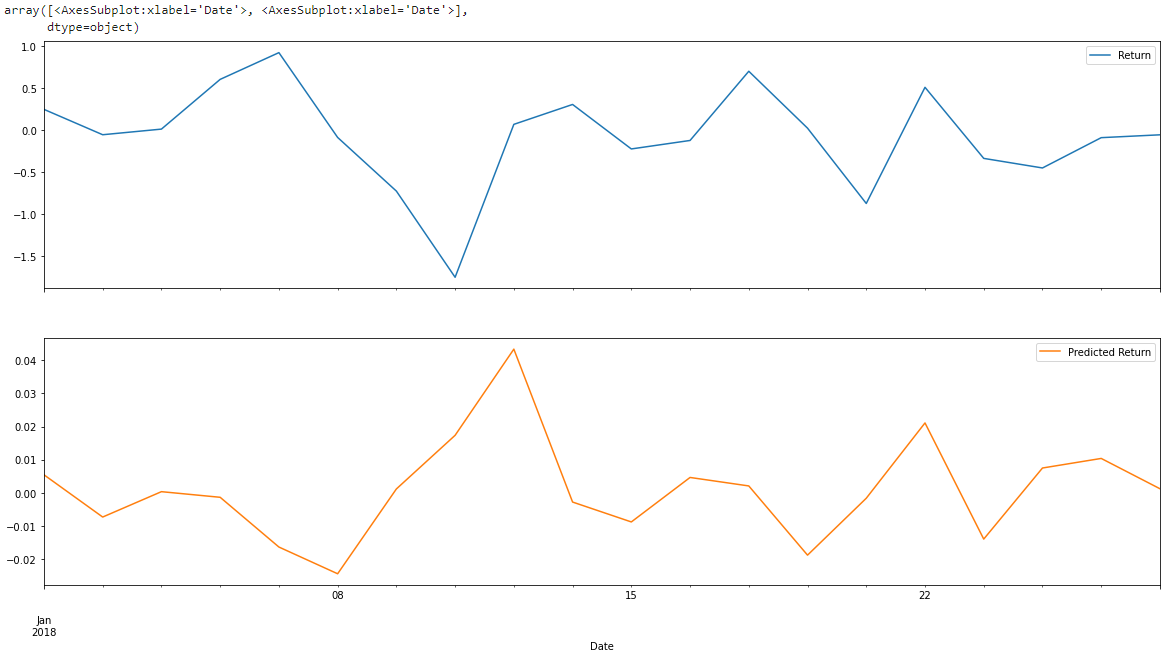 array([<AxesSubplot:xlabel='Date'>, <AxesSubplot:xlabel='Date'>],
dtype=object)
1.0
0.5
0.0
−0.5
−1.0
−1.5
Return
0.04
0.03
0.02
0.01
0.00
−0.01
−0.02
Predicted Return
08
15
22
Jan
2018
Date